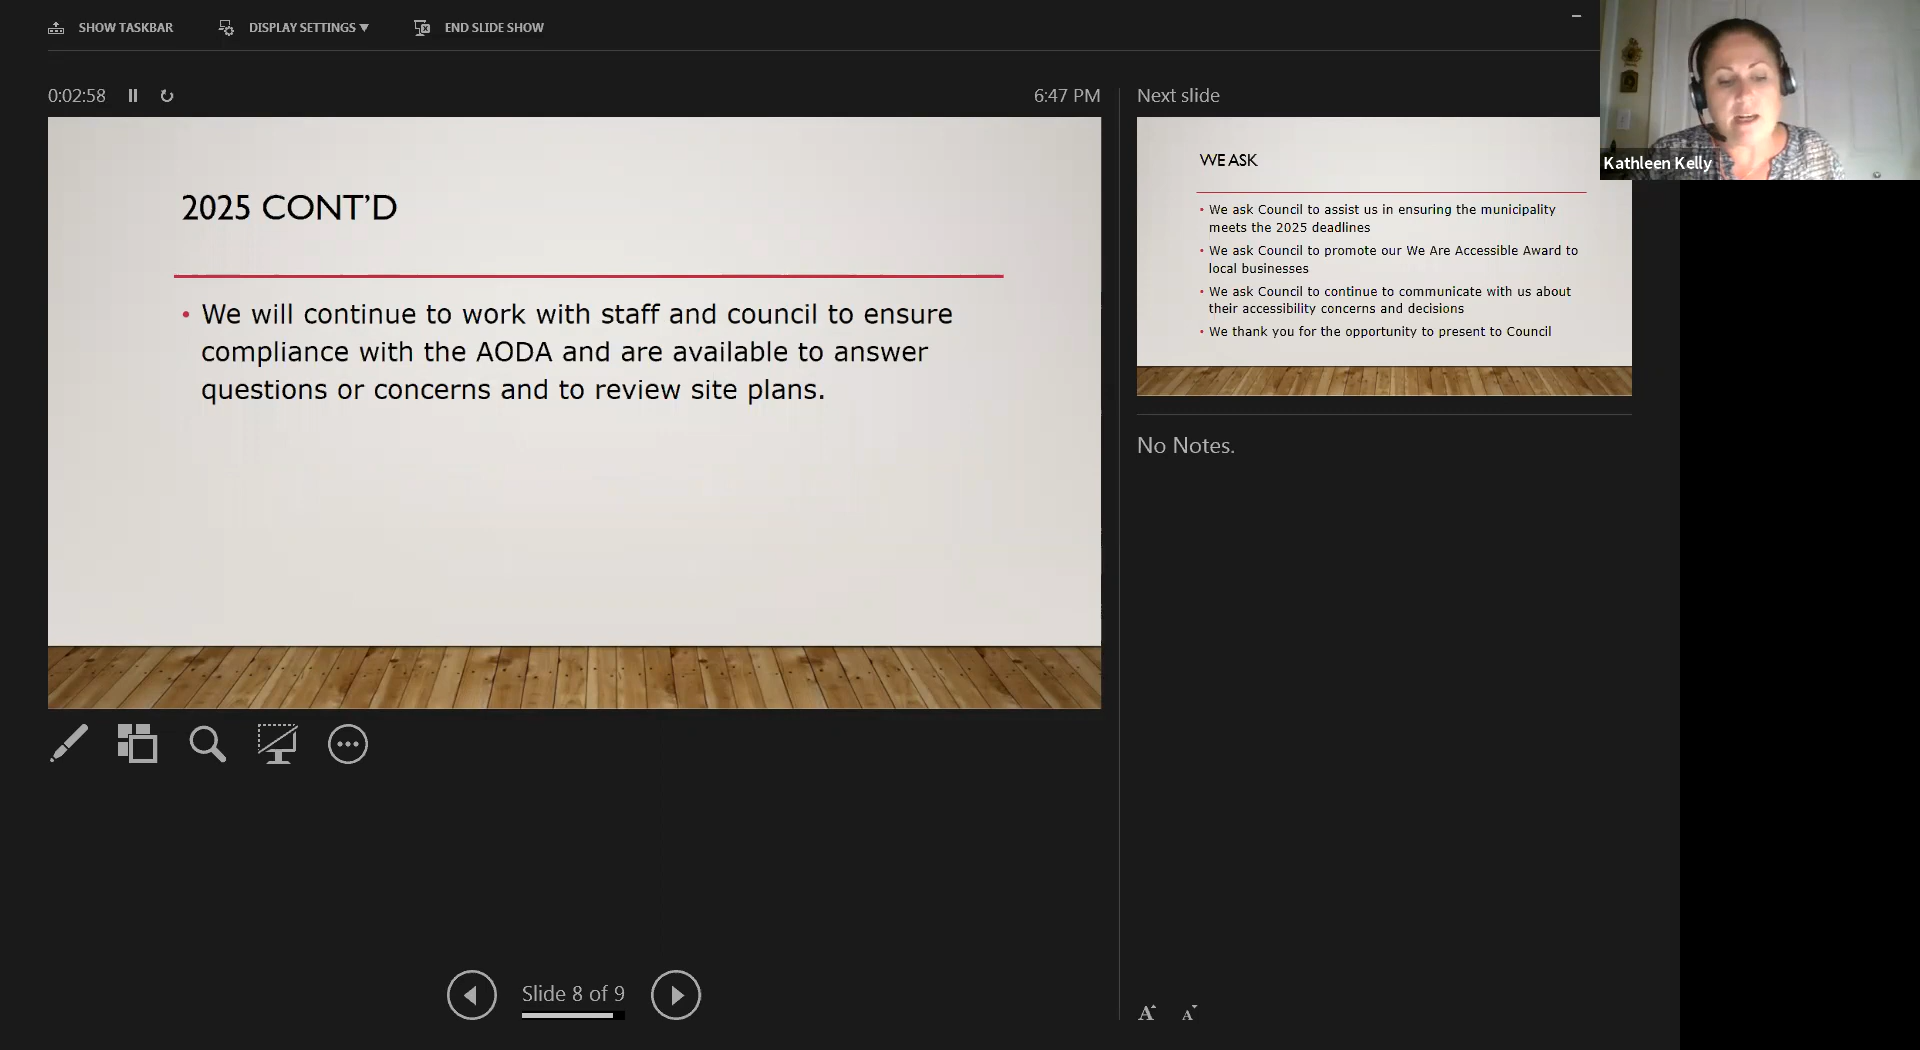 SHOW TASKBAR
DISPLAY SETTINGS
END SLIDE SHOW
0:02:58
6:47 PM
Next slide
2025 CONT'D
• We will continue to work with staff and council to ensure
compliance with the AODA and are available to answer
questions or concerns and to review site plans.
WE ASK
• We ask Council to assist us in ensuring the municipality
meets the 2025 deadlines
• We ask Council to promote our We Are Accessible Award to
local businesses
• We ask Council to continue to communicate with us about
their accessibility concerns and decisions
• We thank you for the opportunity to present to Council
Kathleen Kelly
No Notes.
Slide 8 of 9
A A